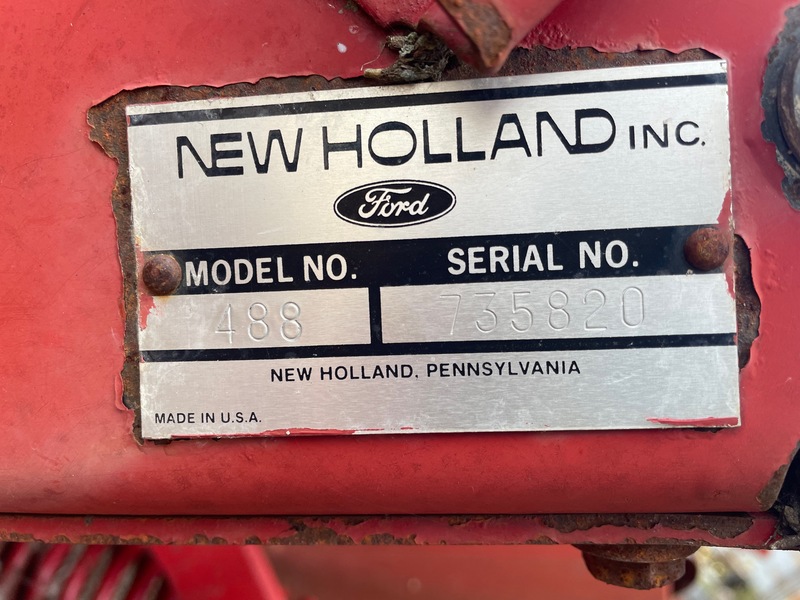 NEW HOLLAND INC.
Ford
MODEL NO. SERIAL NO.
488 735820
NEW HOLLAND, PENNSYLVANIA
MADE IN U.S.A.